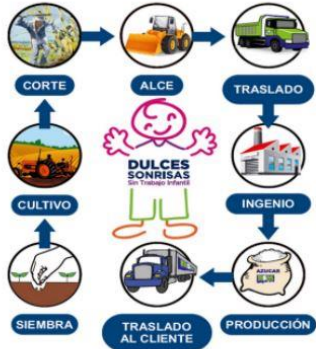 CORTE
ALCE
TRASLADO
DULCES
SONRISAS
Sin Trabajo Infantil
CULTIVO
INGENIO
AZUCAR
SIEMBRA
TRASLADO
AL CLIENTE
PRODUCCIÓN